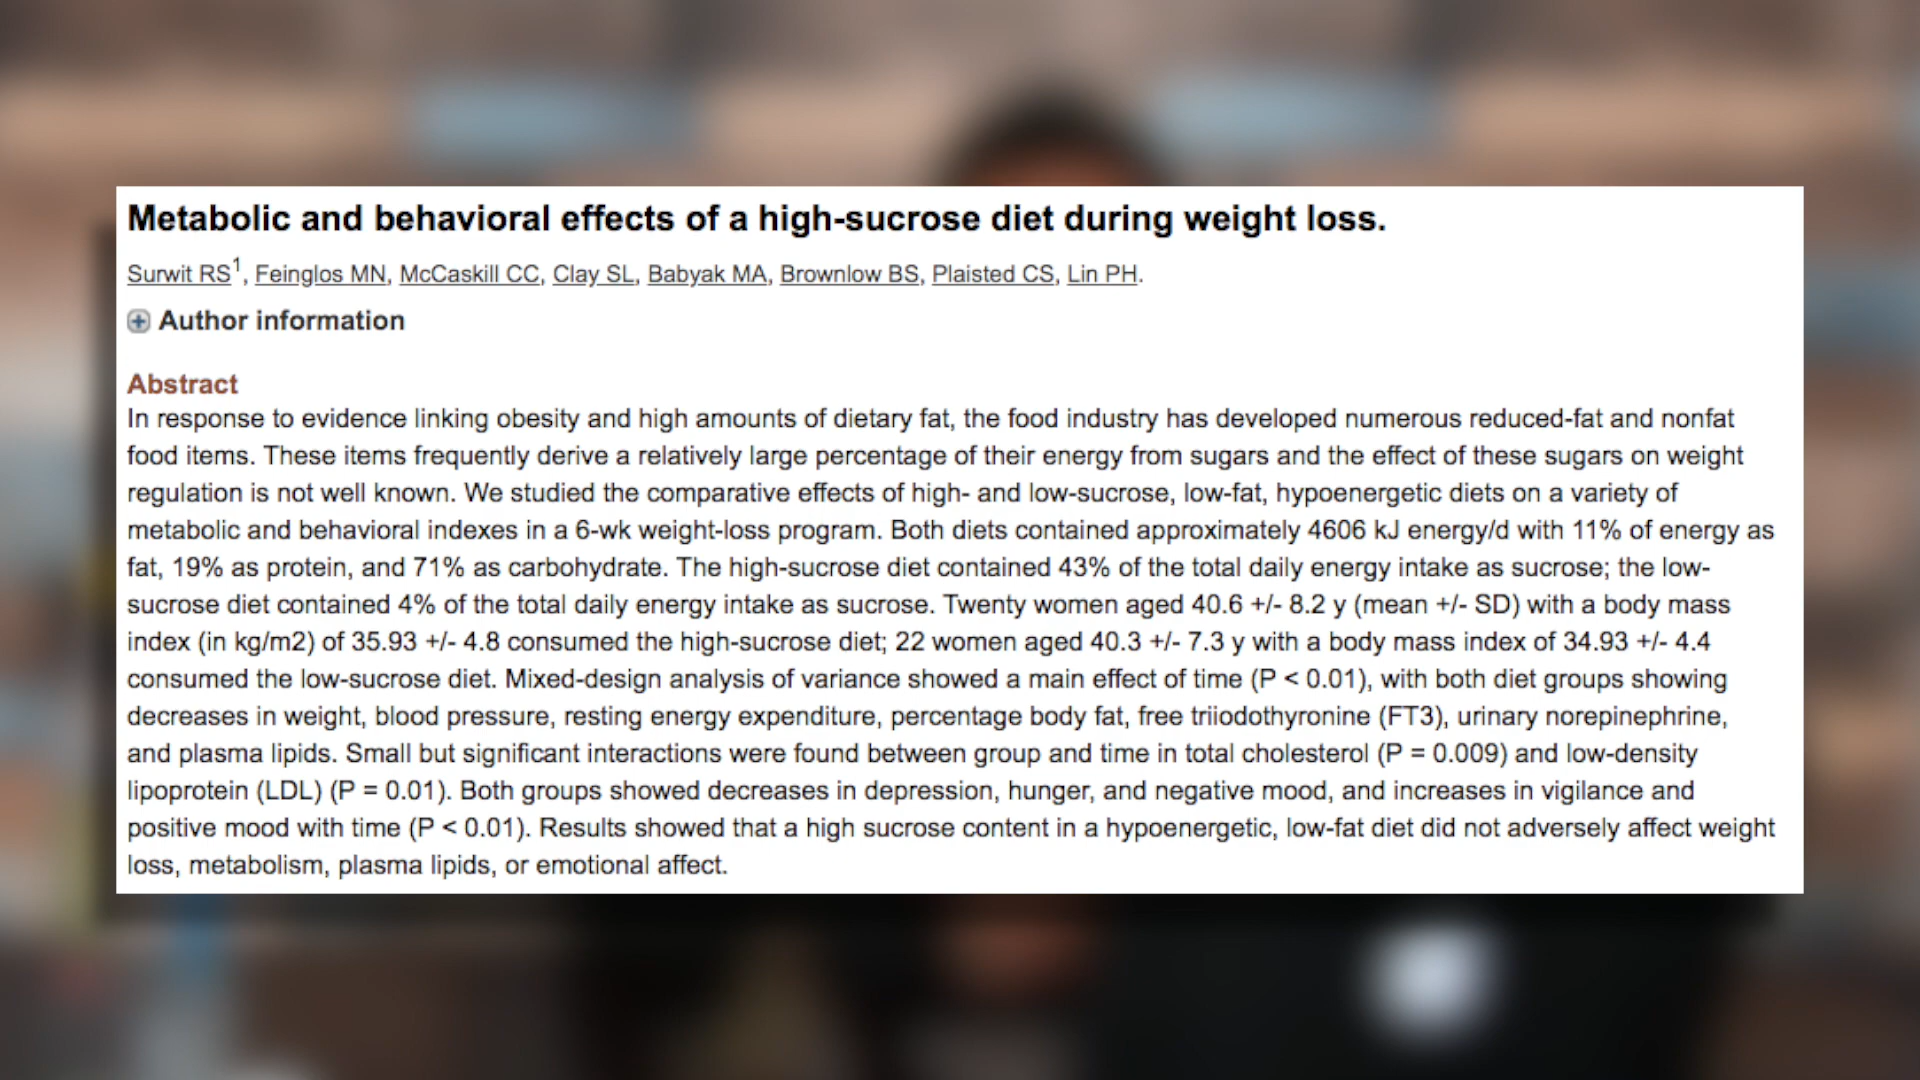 Metabolic and behavioral effects of a high-sucrose diet during weight loss.
Surwit RS1, Feinglos MN, McCaskill CC, Clay SL, Babyak MA, Brownlow BS, Plaisted CS, Lin PH.
Author information
Abstract
In response to evidence linking obesity and high amounts of dietary fat, the food industry has developed numerous reduced-fat and nonfat
food items. These items frequently derive a relatively large percentage of their energy from sugars and the effect of these sugars on weight
regulation is not well known. We studied the comparative effects of high- and low-sucrose, low-fat, hypoenergetic diets on a variety of
metabolic and behavioral indexes in a 6-wk weight-loss program. Both diets contained approximately 4606 kJ energy/d with 11% of energy as
fat, 19% as protein, and 71% as carbohydrate. The high-sucrose diet contained 43% of the total daily energy intake as sucrose; the low-
sucrose diet contained 4% of the total daily energy intake as sucrose. Twenty women aged 40.6 +/- 8.2 y (mean +/- SD) with a body mass
index (in kg/m2) of 35.93 +/- 4.8 consumed the high-sucrose diet; 22 women aged 40.3 +/- 7.3 y with a body mass index of 34.93 +/- 4.4
consumed the low-sucrose diet. Mixed-design analysis of variance showed a main effect of time (P < 0.01), with both diet groups showing
decreases in weight, blood pressure, resting energy expenditure, percentage body fat, free triiodothyronine (FT3), urinary norepinephrine,
and plasma lipids. Small but significant interactions were found between group and time in total cholesterol (P = 0.009) and low-density
lipoprotein (LDL) (P = 0.01). Both groups showed decreases in depression, hunger, and negative mood, and increases in vigilance and
positive mood with time (P < 0.01). Results showed that a high sucrose content in a hypoenergetic, low-fat diet did not adversely affect weight
loss, metabolism, plasma lipids, or emotional affect.